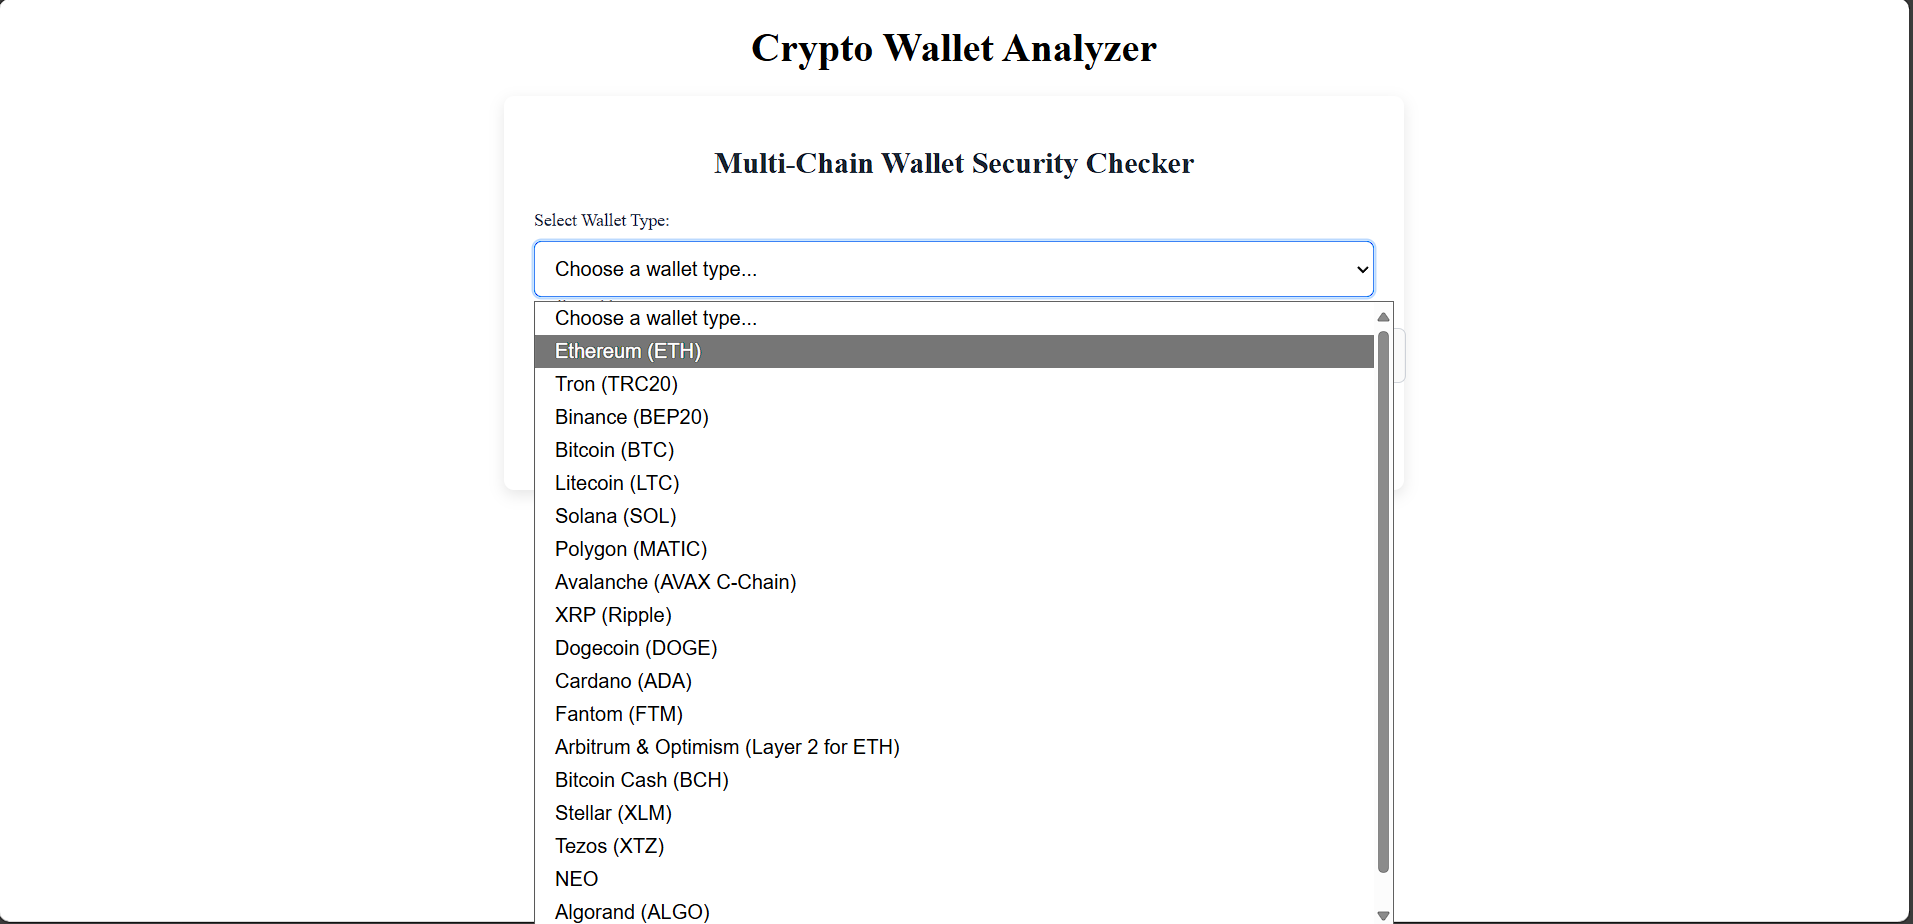 Crypto Wallet Analyzer
Multi-Chain Wallet Security Checker
Select Wallet Type:
Choose a wallet type...
Choose a wallet type...
Ethereum (ETH)
Tron (TRC20)
Binance (BEP20)
Bitcoin (BTC)
Litecoin (LTC)
Solana (SOL)
Polygon (MATIC)
Avalanche (AVAX C-Chain)
XRP (Ripple)
Dogecoin (DOGE)
Cardano (ADA)
Fantom (FTM)
Arbitrum & Optimism (Layer 2 for ETH)
Bitcoin Cash (BCH)
Stellar (XLM)
Tezos (XTZ)
NEO
Algorand (ALGO)